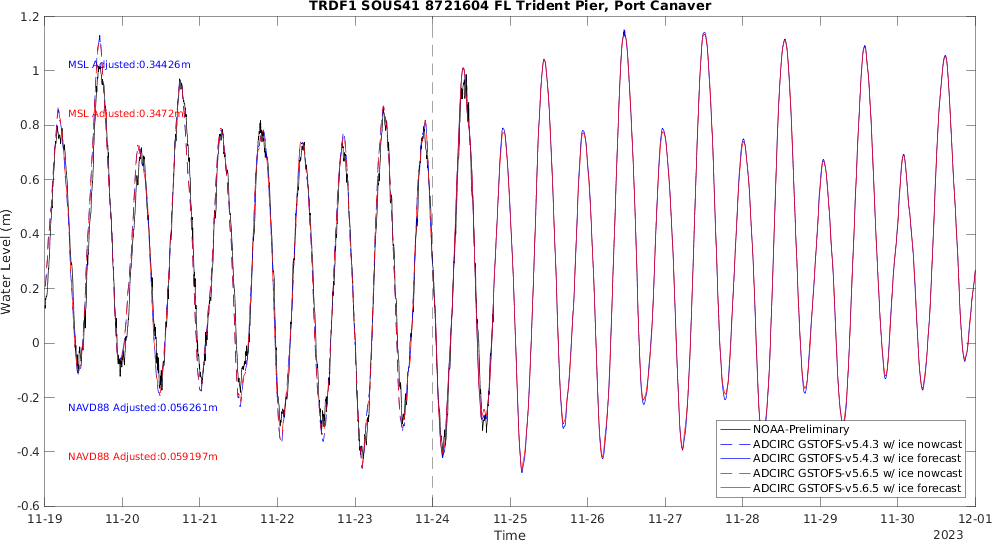 TRDF1 SOUS41 8721604 FL Trident Pier, Port Canaver
Water Level (m)
1.2
1
0.8
0.6
0.4
0.2
0
-0.2
-0.4
-0.6
MSL Adjusted:0.34426m
MSL Adjusted:0.3472m
NAVD88 Adjusted:0.056261m
NAVD88 Adjusted:0.059197m
NOAA-Preliminary
ADCIRC GSTOFS-v5.4.3 w/ ice nowcast
ADCIRC GSTOFS-v5.4.3 w/ ice forecast
ADCIRC GSTOFS-v5.6.5 w/ ice nowcast
ADCIRC GSTOFS-v5.6.5 w/ ice forecast
11-19 11-20 11-21 11-22 11-23 11-24 11-25 11-26 11-27 11-28 11-29 11-30 12-01
Time
2023